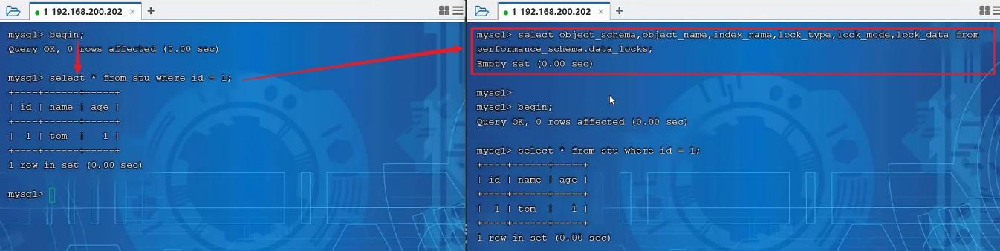 1 192.168.200.202 × +
mysql> begin;
Query OK, 0 rows affected (0.00 sec)
mysql> select * from stu where id = 1;
+----+------+-----+
| id | name | age |
+----+------+-----+
|  1 | tom  |   1 |
+----+------+-----+
1 row in set (0.00 sec)
mysql>
1 192.168.200.202 × +
mysql> select object_schema,object_name,index_name,lock_type,lock_mode,lock_data from
performance_schema.data_locks;
Empty set (0.00 sec)
mysql>
mysql> begin;
Query OK, 0 rows affected (0.00 sec)
mysql> select * from stu where id = 1;
+----+------+-----+
| id | name | age |
+----+------+-----+
|  1 | tom  |   1 |
+----+------+-----+
1 row in set (0.00 sec)